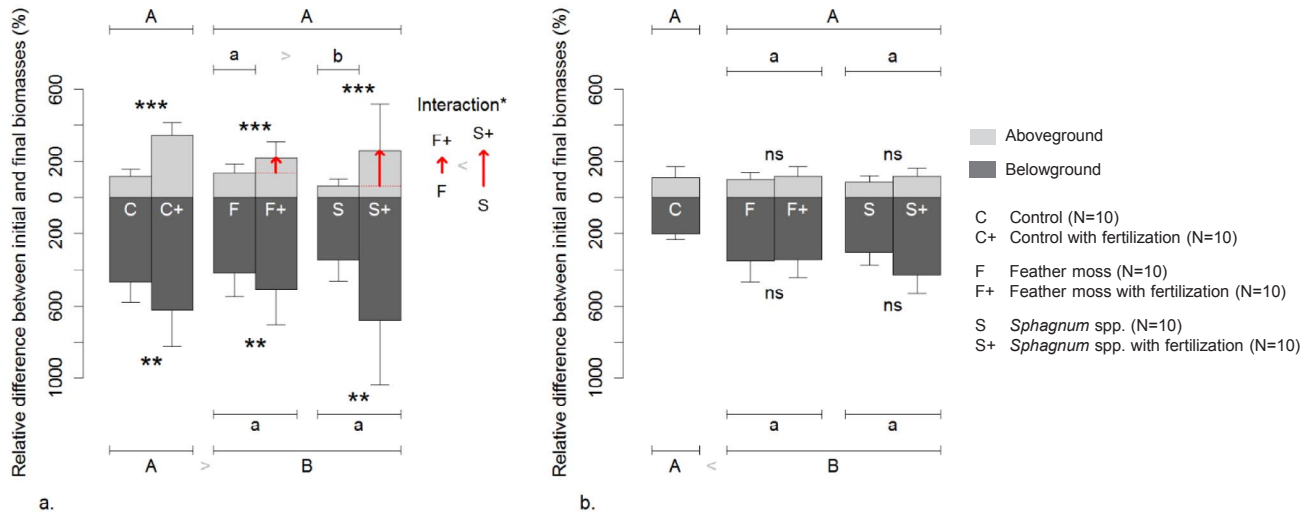 Relative difference between initial and final biomasses (%)
600
200
0
200
600
1000
A
A
a
>
b
***
***
***
C
C+
F
F+
S
S+
**
**
**
a
a
A
>
B
Interaction*
F+
S+
<
F
S
a.
Relative difference between initial and final biomasses (%)
600
200
0
200
600
1000
A
A
a
a
ns
ns
C
F
F+
S
S+
ns
ns
a
a
A
<
B
b.
Aboveground
Belowground
C Control (N=10)
C+ Control with fertilization (N=10)
F Feather moss (N=10)
F+ Feather moss with fertilization (N=10)
S Sphagnum spp. (N=10)
S+ Sphagnum spp. with fertilization (N=10)